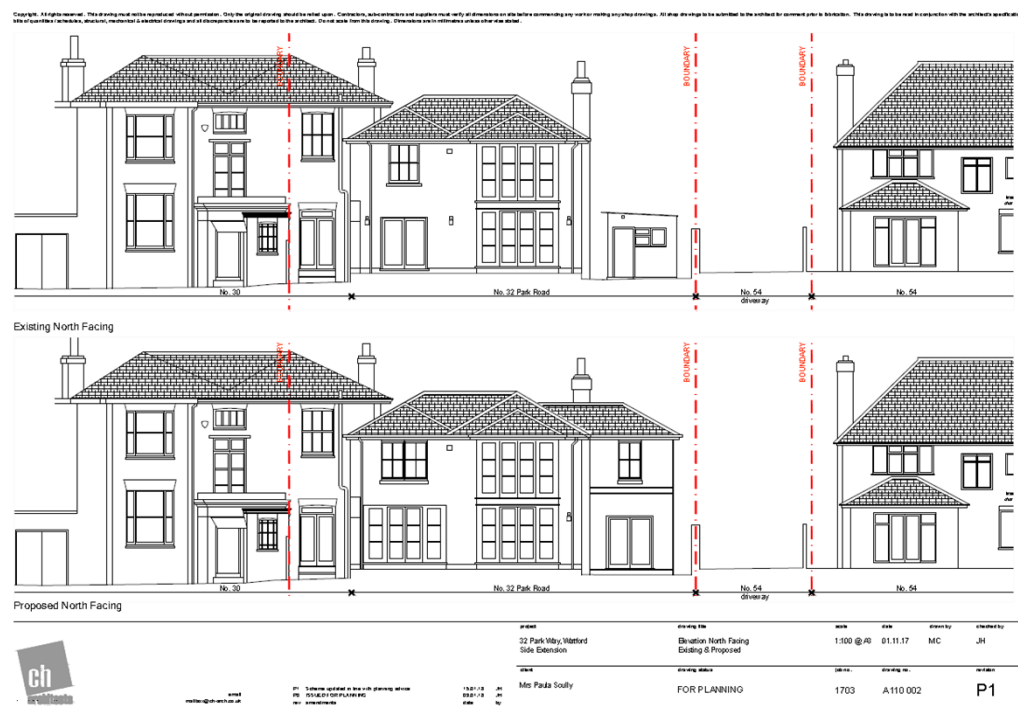 Copyright. All rights reserved. This drawing must not be reproduced without permission. Only the original drawing should be relied upon. Contractors, sub-contractors and suppliers must verify all dimensions on site before commencing any work or making any shop drawings. All shop drawings to be submitted to the architect for comment prior to fabrication. This drawing is to be read in conjunction with the architect's
bills of quantities / schedules, structural, mechanical & electrical drawings and all discrepancies are to be reported to the architect. Do not scale from this drawing. Dimensions are in millimetres unless otherwise stated.
BOUNDARY
BOUNDARY
BOUNDARY
No. 30
No. 32 Park Road
No. 54
driveway
No. 54
Existing North Facing
BOUNDARY
BOUNDARY
BOUNDARY
No. 30
No. 32 Park Road
No. 54
driveway
No. 54
Proposed North Facing
project
drawing title
scale
date
drawn by
checked by
32 Park Way, Watford
Side Extension
Elevation North Facing
Existing & Proposed
1:100 @ A3
01.11.17
MC
JH
client
drawing status
job no.
drawing no.
revision
Mrs Paula Scully
FOR PLANNING
1703
A110 002
P1
ch
architects
email
P1 Scheme updated in line with planning advice
JH
P0 ISSUED FOR PLANNING
JH
rev amendments
date
by